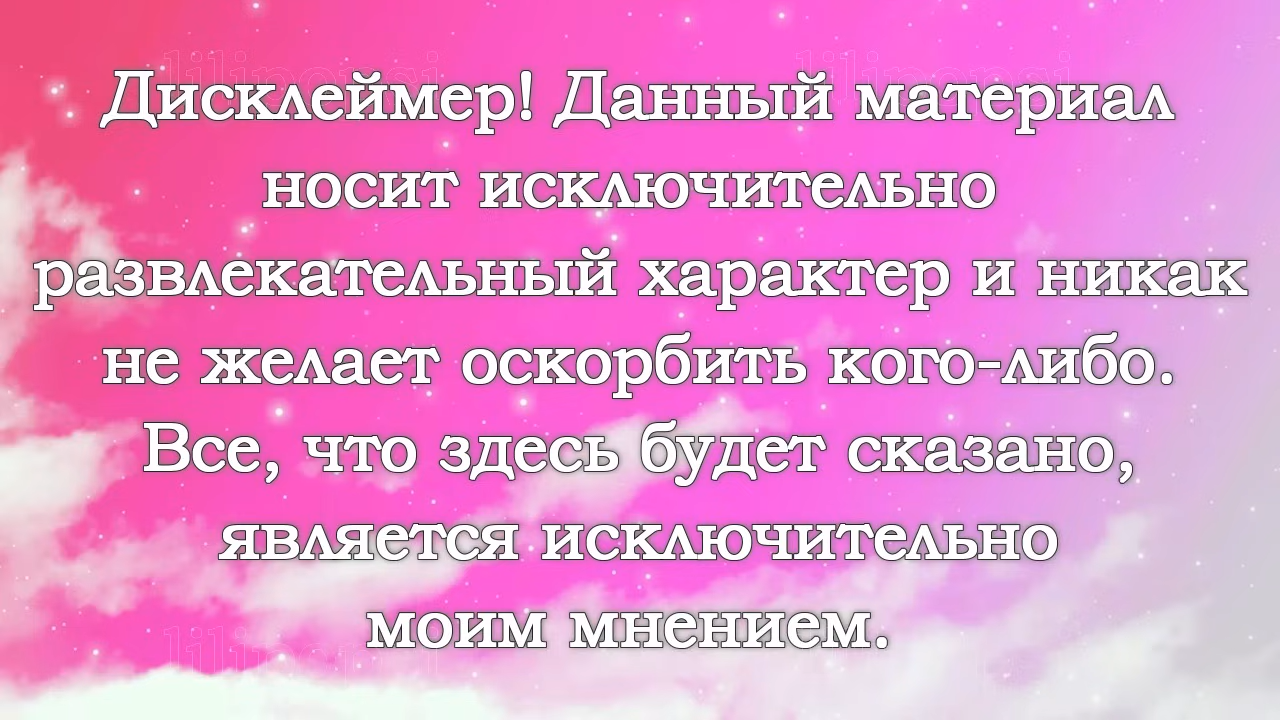 Дисклеймер! Данный материал
носит исключительно
развлекательный характер и никак
не желает оскорбить кого-либо.
Все, что здесь будет сказано,
является исключительно
моим мнением.